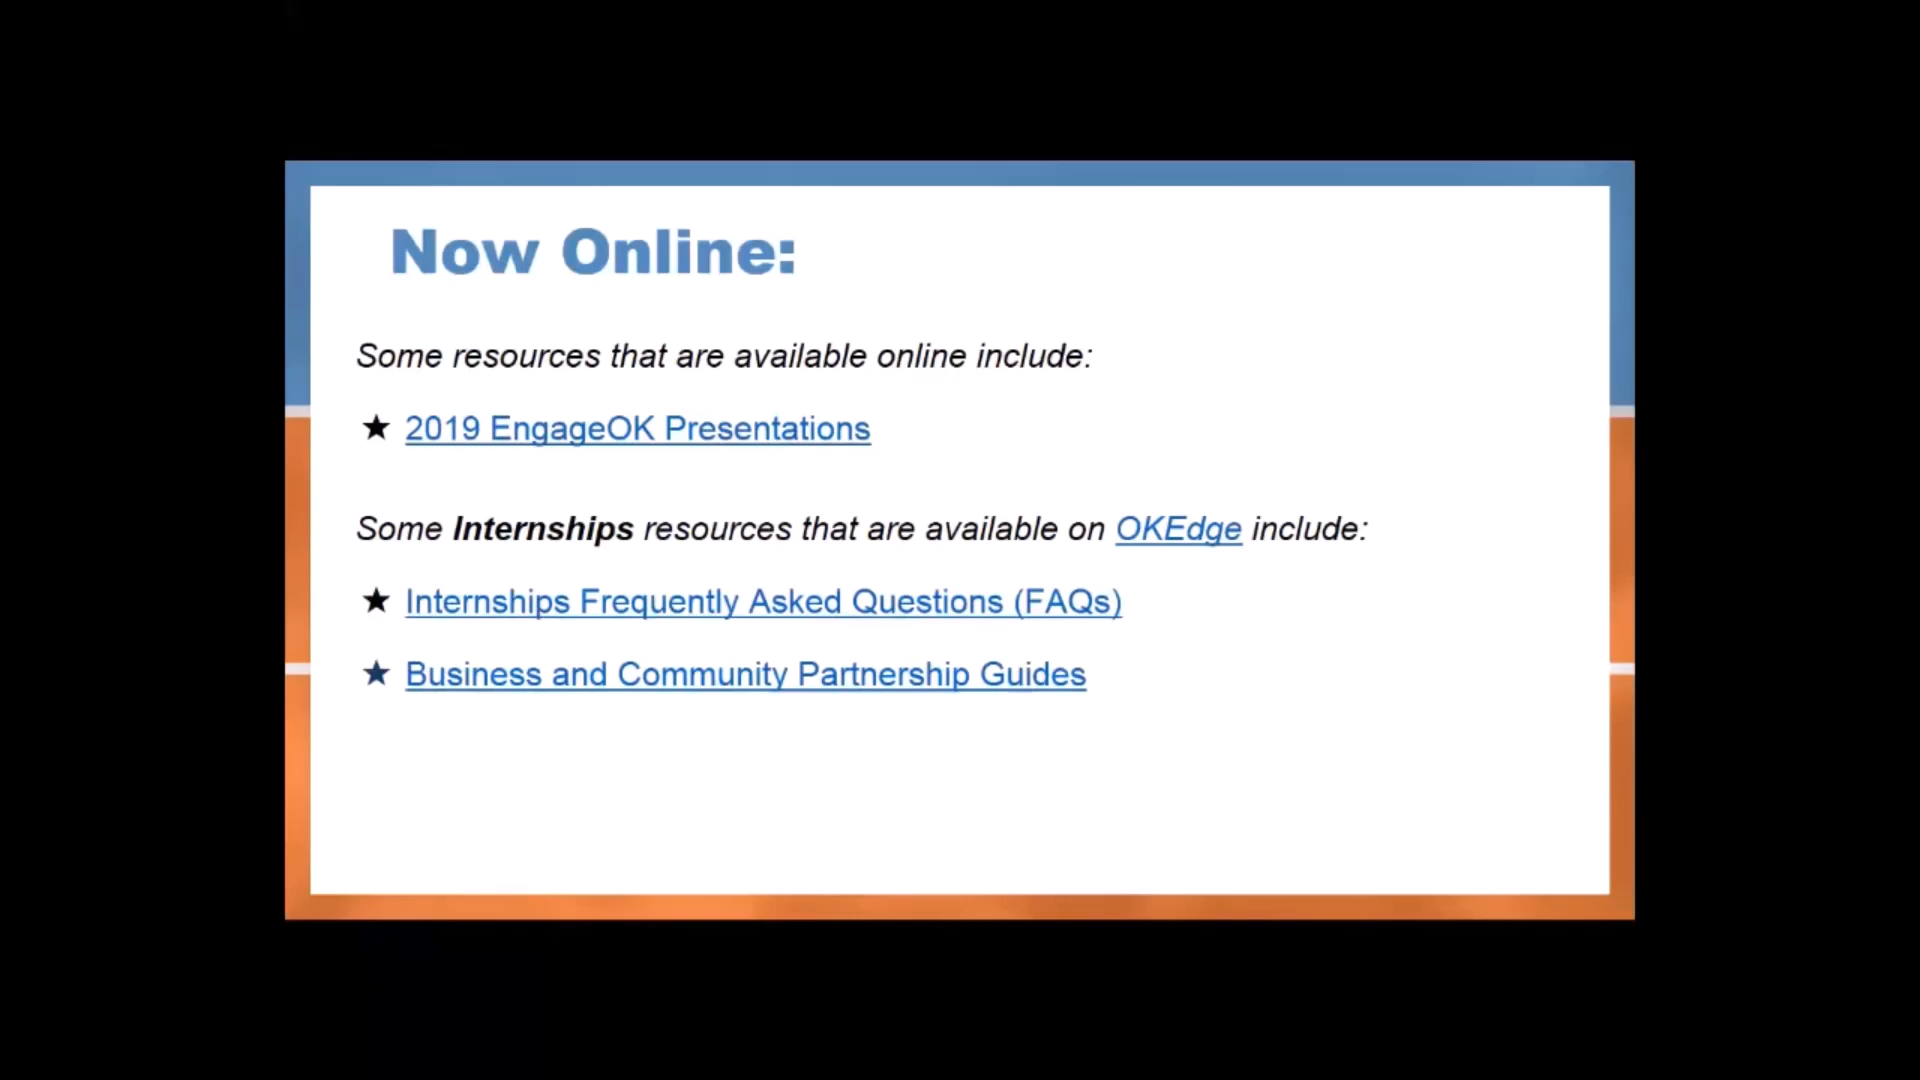 Now Online:
Some resources that are available online include:
★ 2019 EngageOK Presentations
Some Internships resources that are available on OKEdge include:
★ Internships Frequently Asked Questions (FAQs)
★ Business and Community Partnership Guides